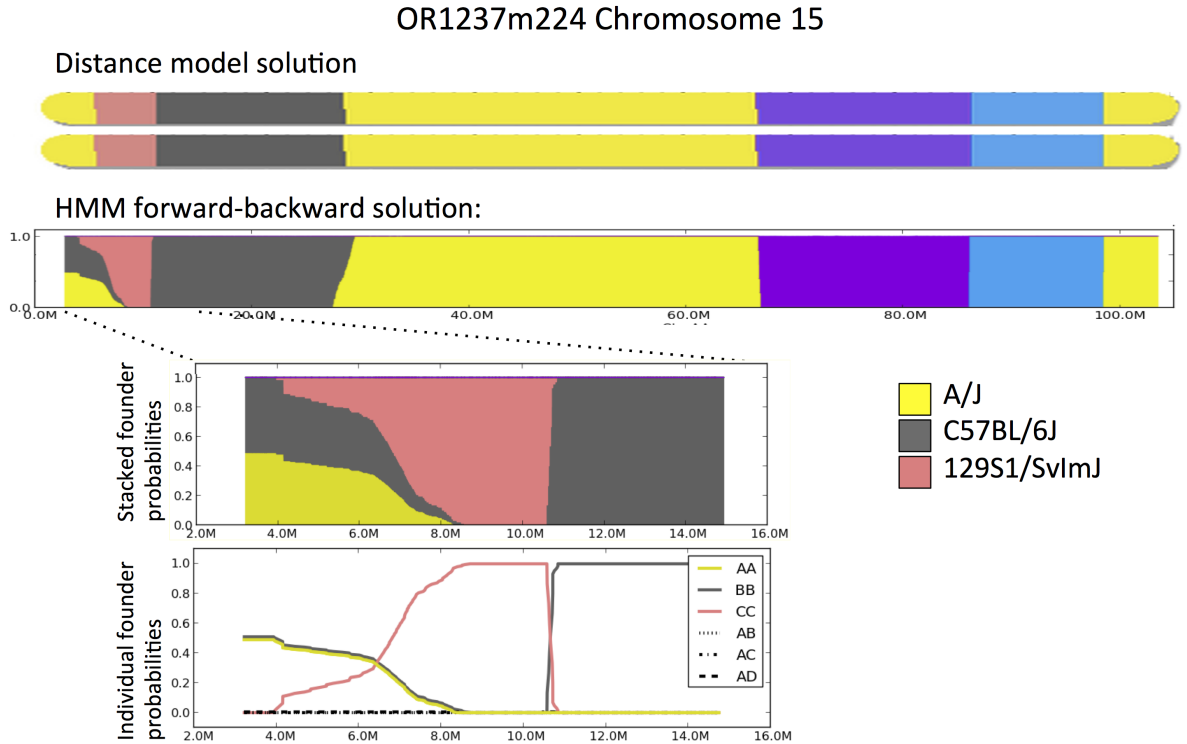 OR1237m224 Chromosome 15
Distance model solution
HMM forward-backward solution:
1.0
0.0
0.0M 20.0M 40.0M 60.0M 80.0M 100.0M
Stacked founder
probabilities
1.0
0.8
0.6
0.4
0.2
0.0
2.0M 4.0M 6.0M 8.0M 10.0M 12.0M 14.0M 16.0M
A/J
C57BL/6J
129S1/SvImJ
Individual founder
probabilities
1.0
0.8
0.6
0.4
0.2
0.0
2.0M 4.0M 6.0M 8.0M 10.0M 12.0M 14.0M 16.0M
AA
BB
CC
AB
AC
AD